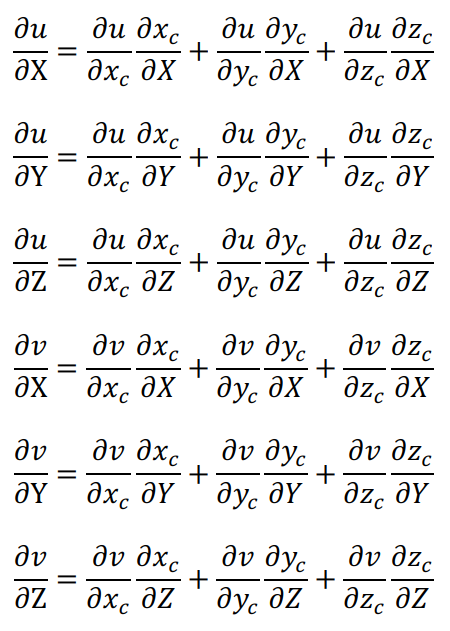 ∂u/∂X = ∂u/∂x_c ∂x_c/∂X + ∂u/∂y_c ∂y_c/∂X + ∂u/∂z_c ∂z_c/∂X
∂u/∂Y = ∂u/∂x_c ∂x_c/∂Y + ∂u/∂y_c ∂y_c/∂Y + ∂u/∂z_c ∂z_c/∂Y
∂u/∂Z = ∂u/∂x_c ∂x_c/∂Z + ∂u/∂y_c ∂y_c/∂Z + ∂u/∂z_c ∂z_c/∂Z
∂v/∂X = ∂v/∂x_c ∂x_c/∂X + ∂v/∂y_c ∂y_c/∂X + ∂v/∂z_c ∂z_c/∂X
∂v/∂Y = ∂v/∂x_c ∂x_c/∂Y + ∂v/∂y_c ∂y_c/∂Y + ∂v/∂z_c ∂z_c/∂Y
∂v/∂Z = ∂v/∂x_c ∂x_c/∂Z + ∂v/∂y_c ∂y_c/∂Z + ∂v/∂z_c ∂z_c/∂Z